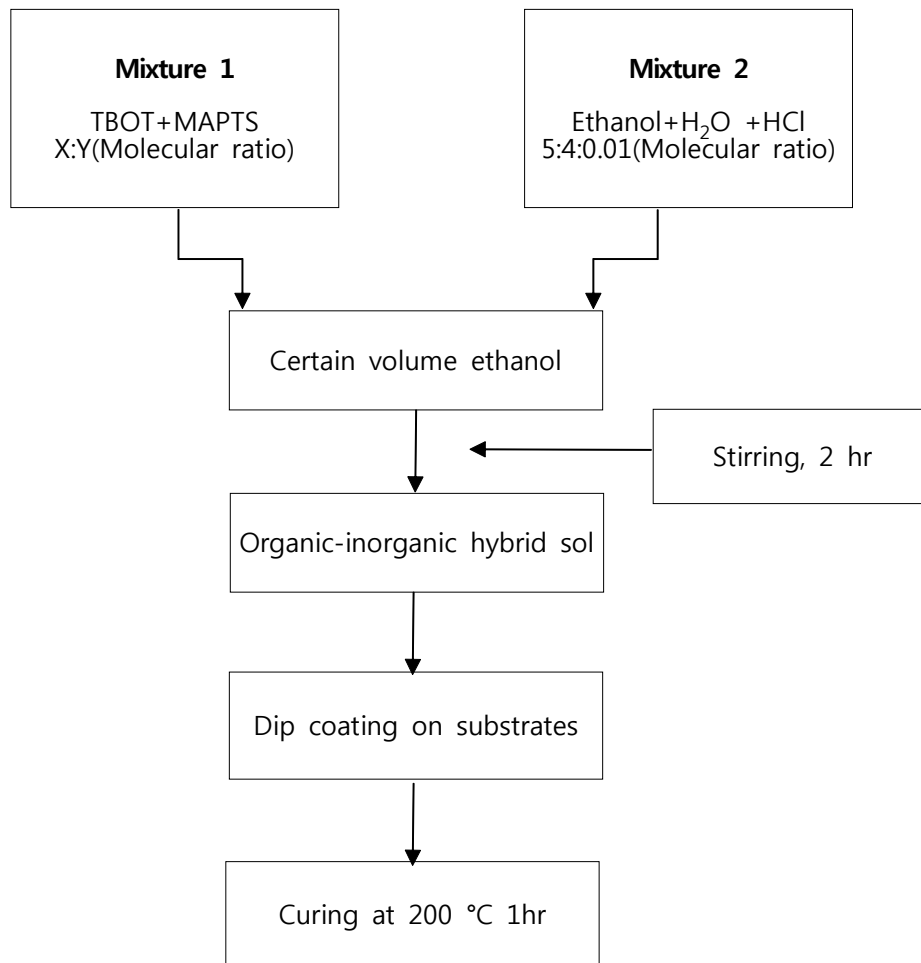 Mixture 1
TBOT+MAPTS
X:Y(Molecular ratio)
Mixture 2
Ethanol+H₂O +HCl
5:4:0.01(Molecular ratio)
Certain volume ethanol
Stirring, 2 hr
Organic-inorganic hybrid sol
Dip coating on substrates
Curing at 200 °C 1hr